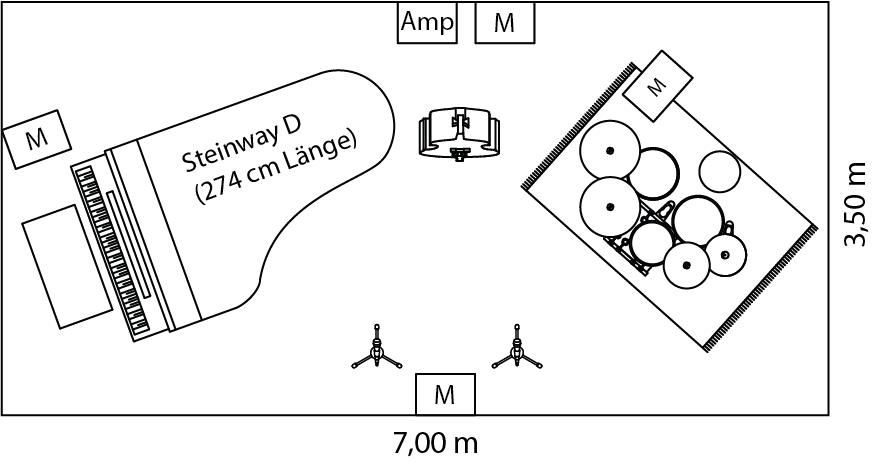 Amp
M
M
M
Steinway D
(274 cm Länge)
3,50 m
M
7,00 m